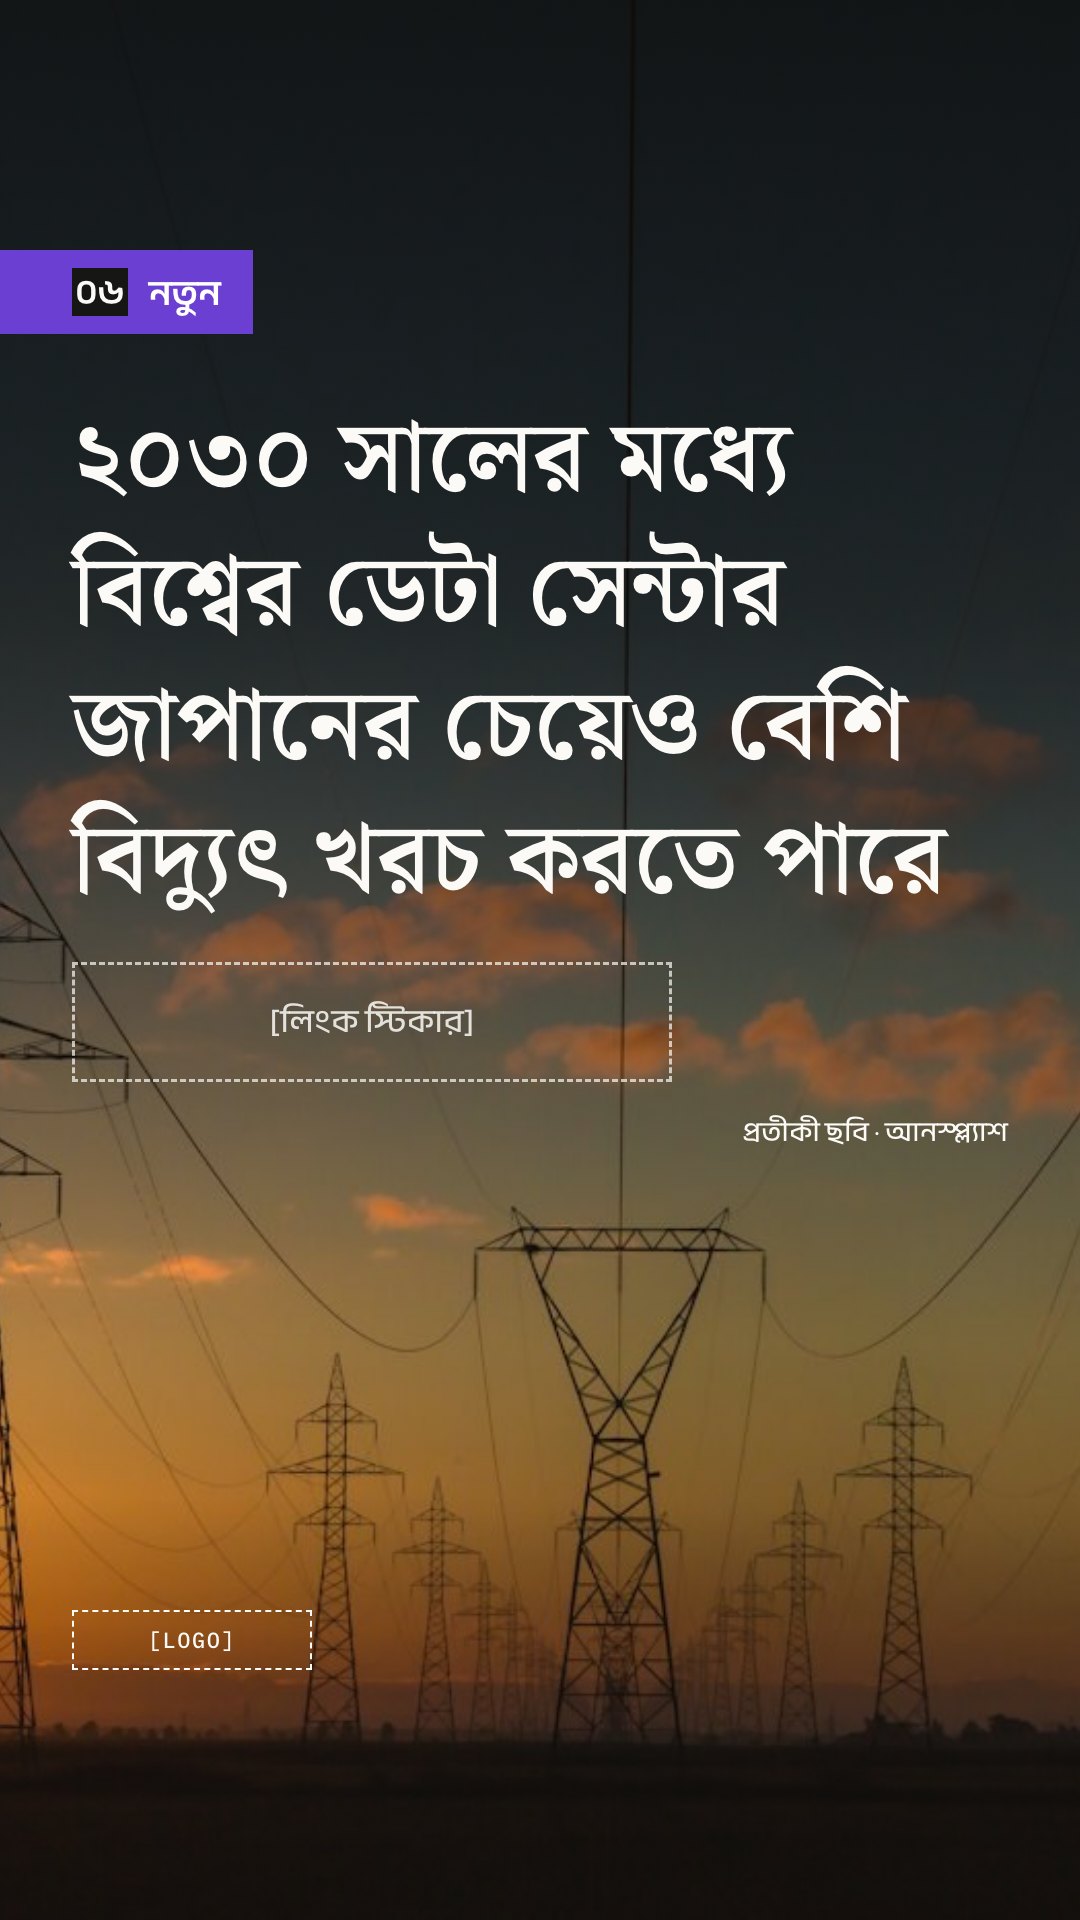 ০৬ নতুন
২০৩০ সালের মধ্যে
বিশ্বের ডেটা সেন্টার
জাপানের চেয়েও বেশি
বিদ্যুৎ খরচ করতে পারে
[লিংক স্টিকার]
প্রতীকী ছবি · আনস্প্ল্যাশ
[LOGO]